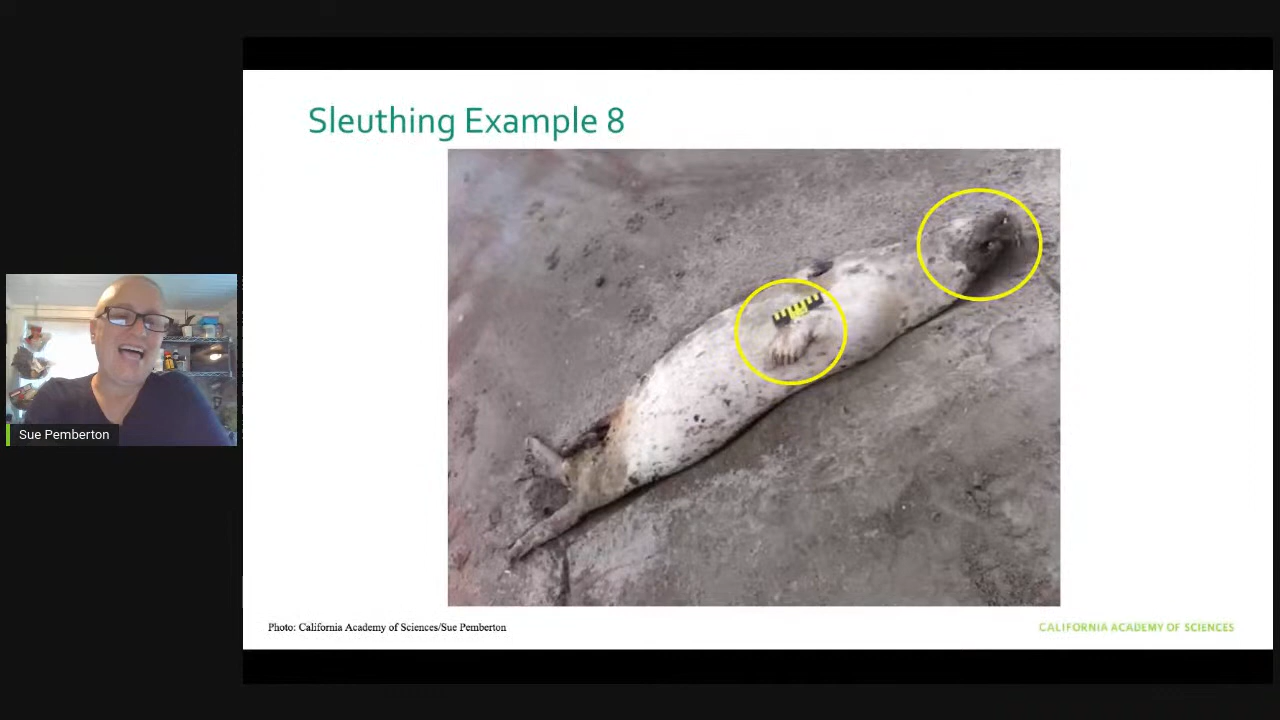 Sleuthing Example 8
Sue Pemberton
Photo: California Academy of Sciences/Sue Pemberton
CALIFORNIA ACADEMY OF SCIENCES